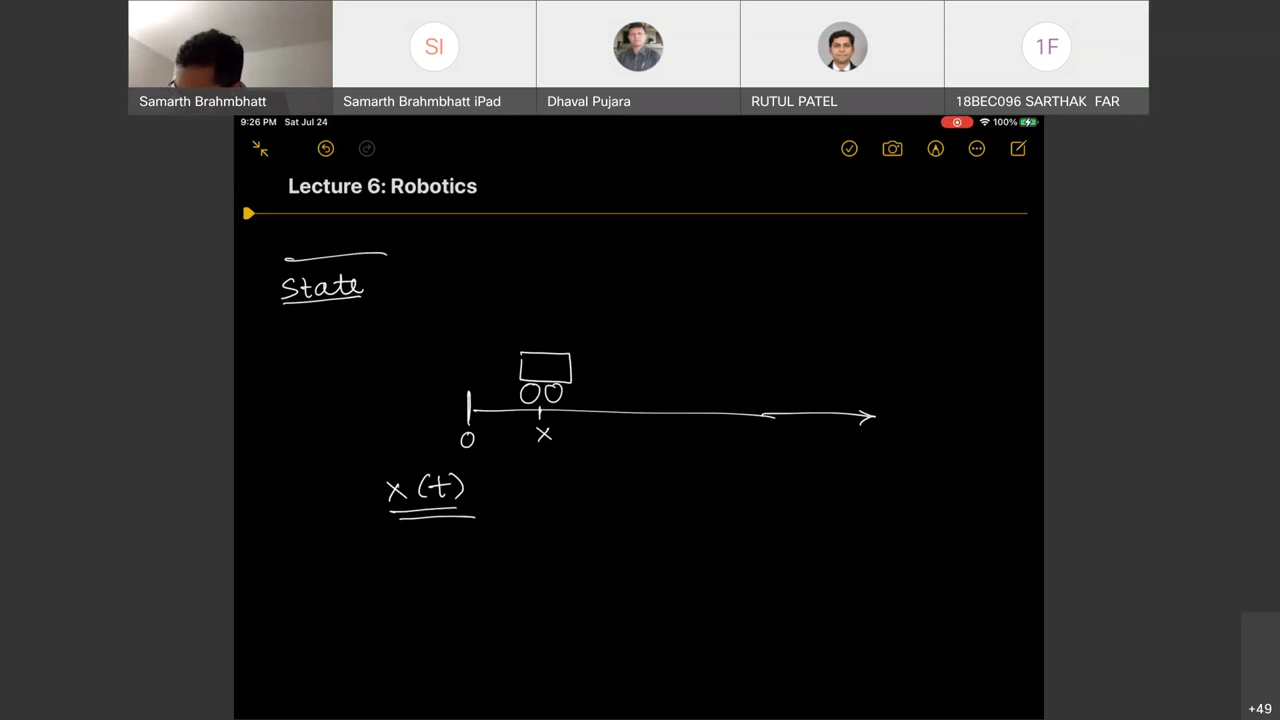 SI
1F
Samarth Brahmbhatt
Samarth Brahmbhatt iPad
Dhaval Pujara
RUTUL PATEL
18BEC096 SARTHAK FAR
9:26 PM Sat Jul 24
100%
Lecture 6: Robotics
State
0
x
x (t)
+49